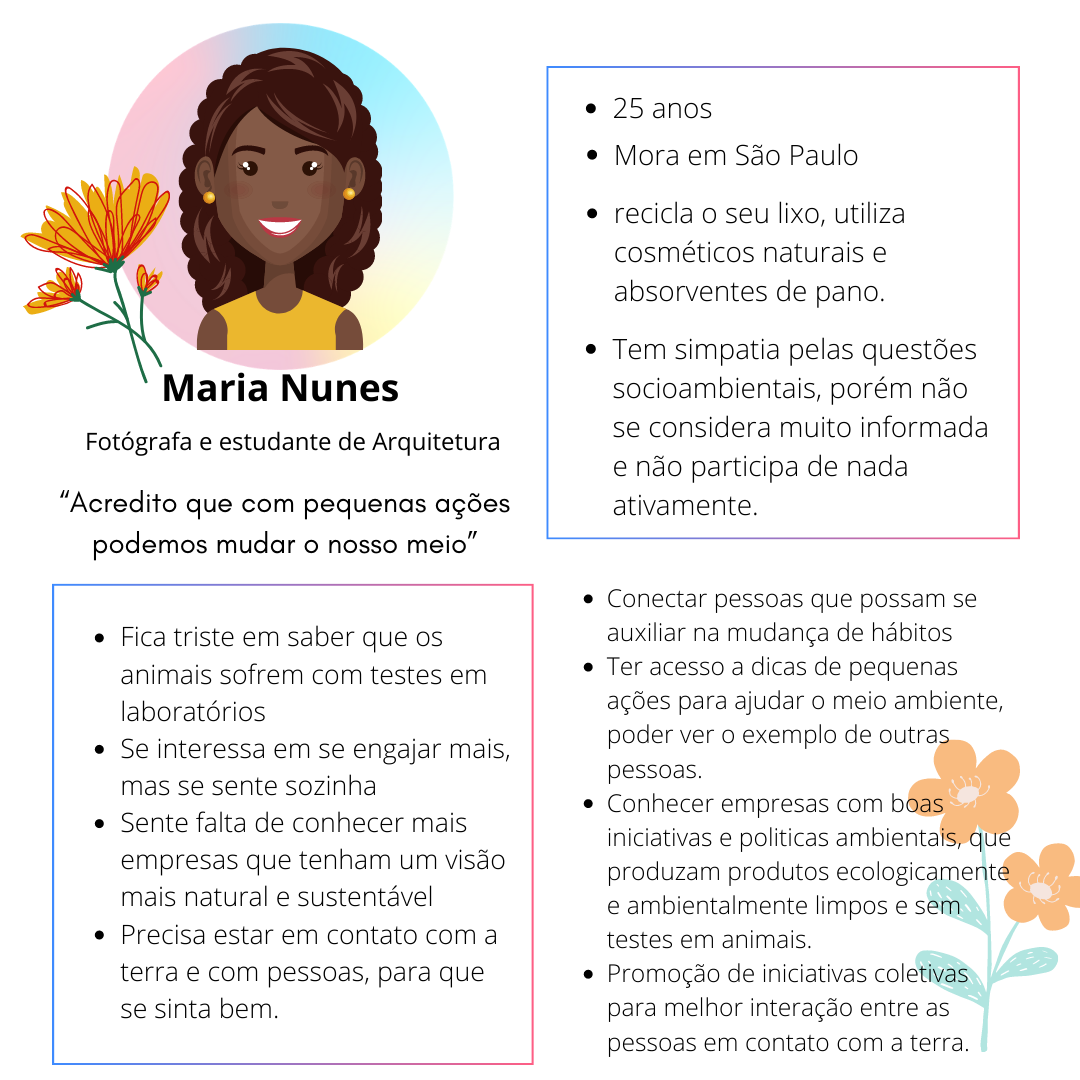 Maria Nunes
Fotógrafa e estudante de Arquitetura
“Acredito que com pequenas ações
podemos mudar o nosso meio”
• 25 anos
• Mora em São Paulo
• recicla o seu lixo, utiliza
cosméticos naturais e
absorventes de pano.
• Tem simpatia pelas questões
socioambientais, porém não
se considera muito informada
e não participa de nada
ativamente.
• Fica triste em saber que os
animais sofrem com testes em
laboratórios
• Se interessa em se engajar mais,
mas se sente sozinha
• Sente falta de conhecer mais
empresas que tenham um visão
mais natural e sustentável
• Precisa estar em contato com a
terra e com pessoas, para que
se sinta bem.
• Conectar pessoas que possam se
auxiliar na mudança de hábitos
• Ter acesso a dicas de pequenas
ações para ajudar o meio ambiente,
poder ver o exemplo de outras
pessoas.
• Conhecer empresas com boas
iniciativas e politicas ambientais, que
produzam produtos ecologicamente
e ambientalmente limpos e sem
testes em animais.
• Promoção de iniciativas coletivas
para melhor interação entre as
pessoas em contato com a terra.